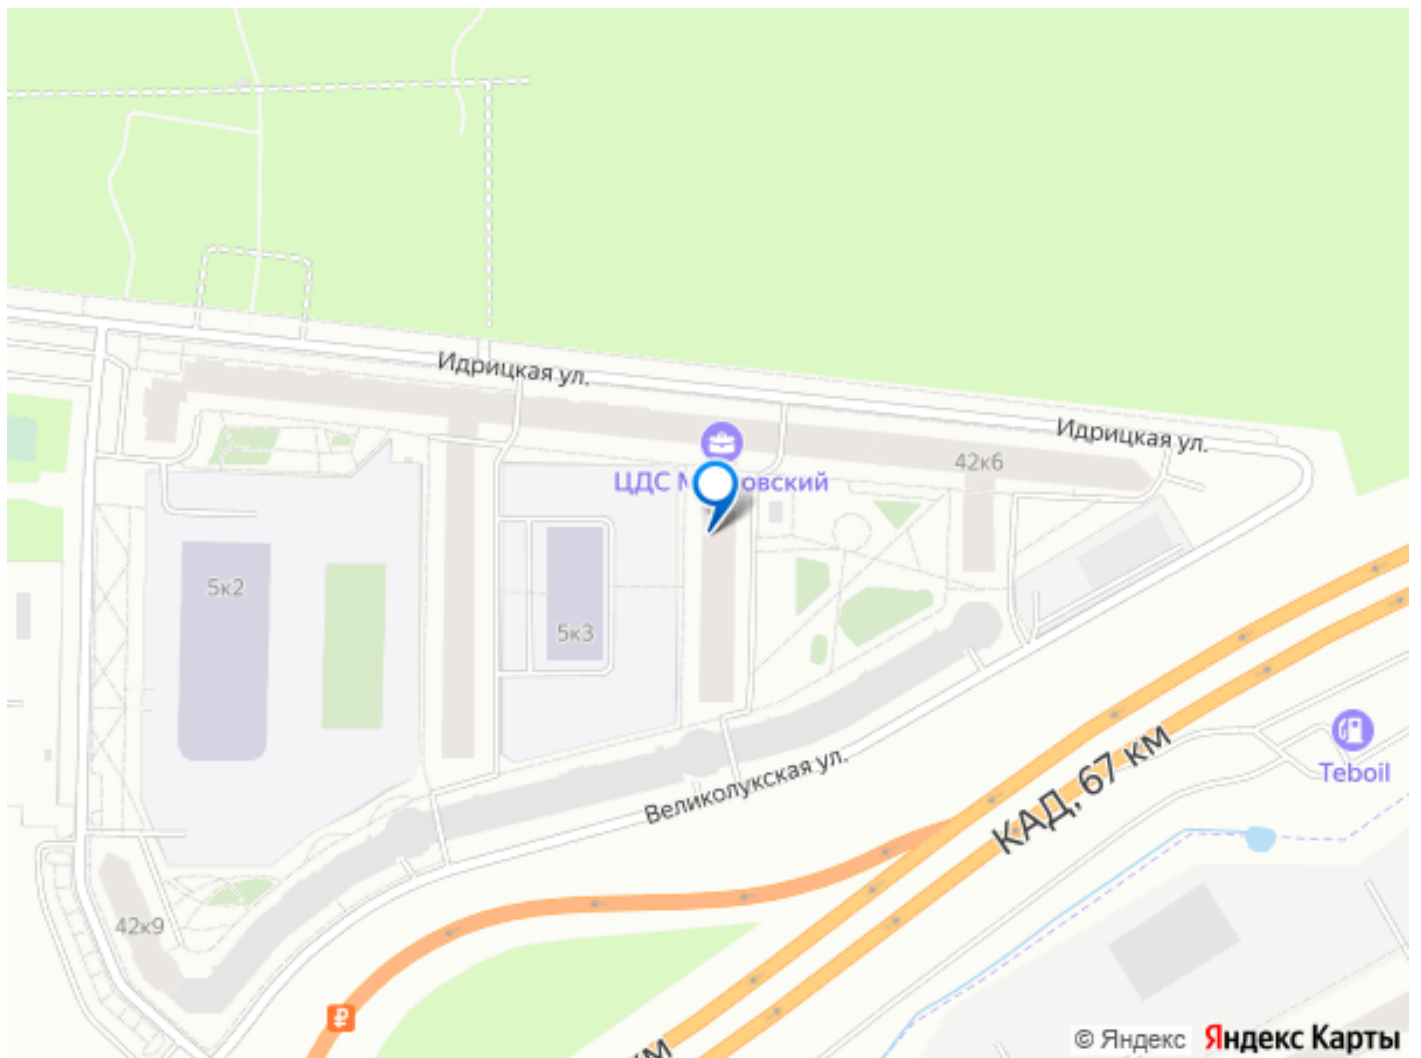 Идрицкая ул.
Идрицкая ул.
42к6
ЦДС М
овский
5к2
5к3
Великолукская ул.
КАД, 67 км
Teboil
42к9
₽
км
© Яндекс Яндекс Карты